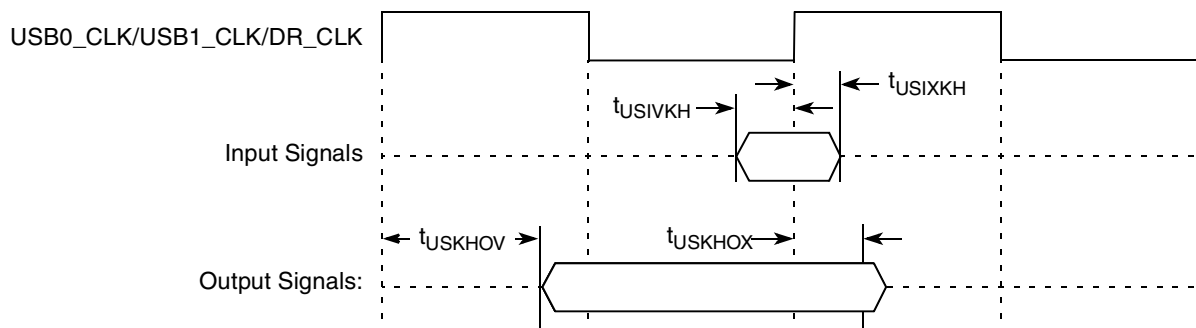 USB0_CLK/USB1_CLK/DR_CLK
tUSIXKH
tUSIVKH
Input Signals
tUSKHOV
tUSKHOX
Output Signals: